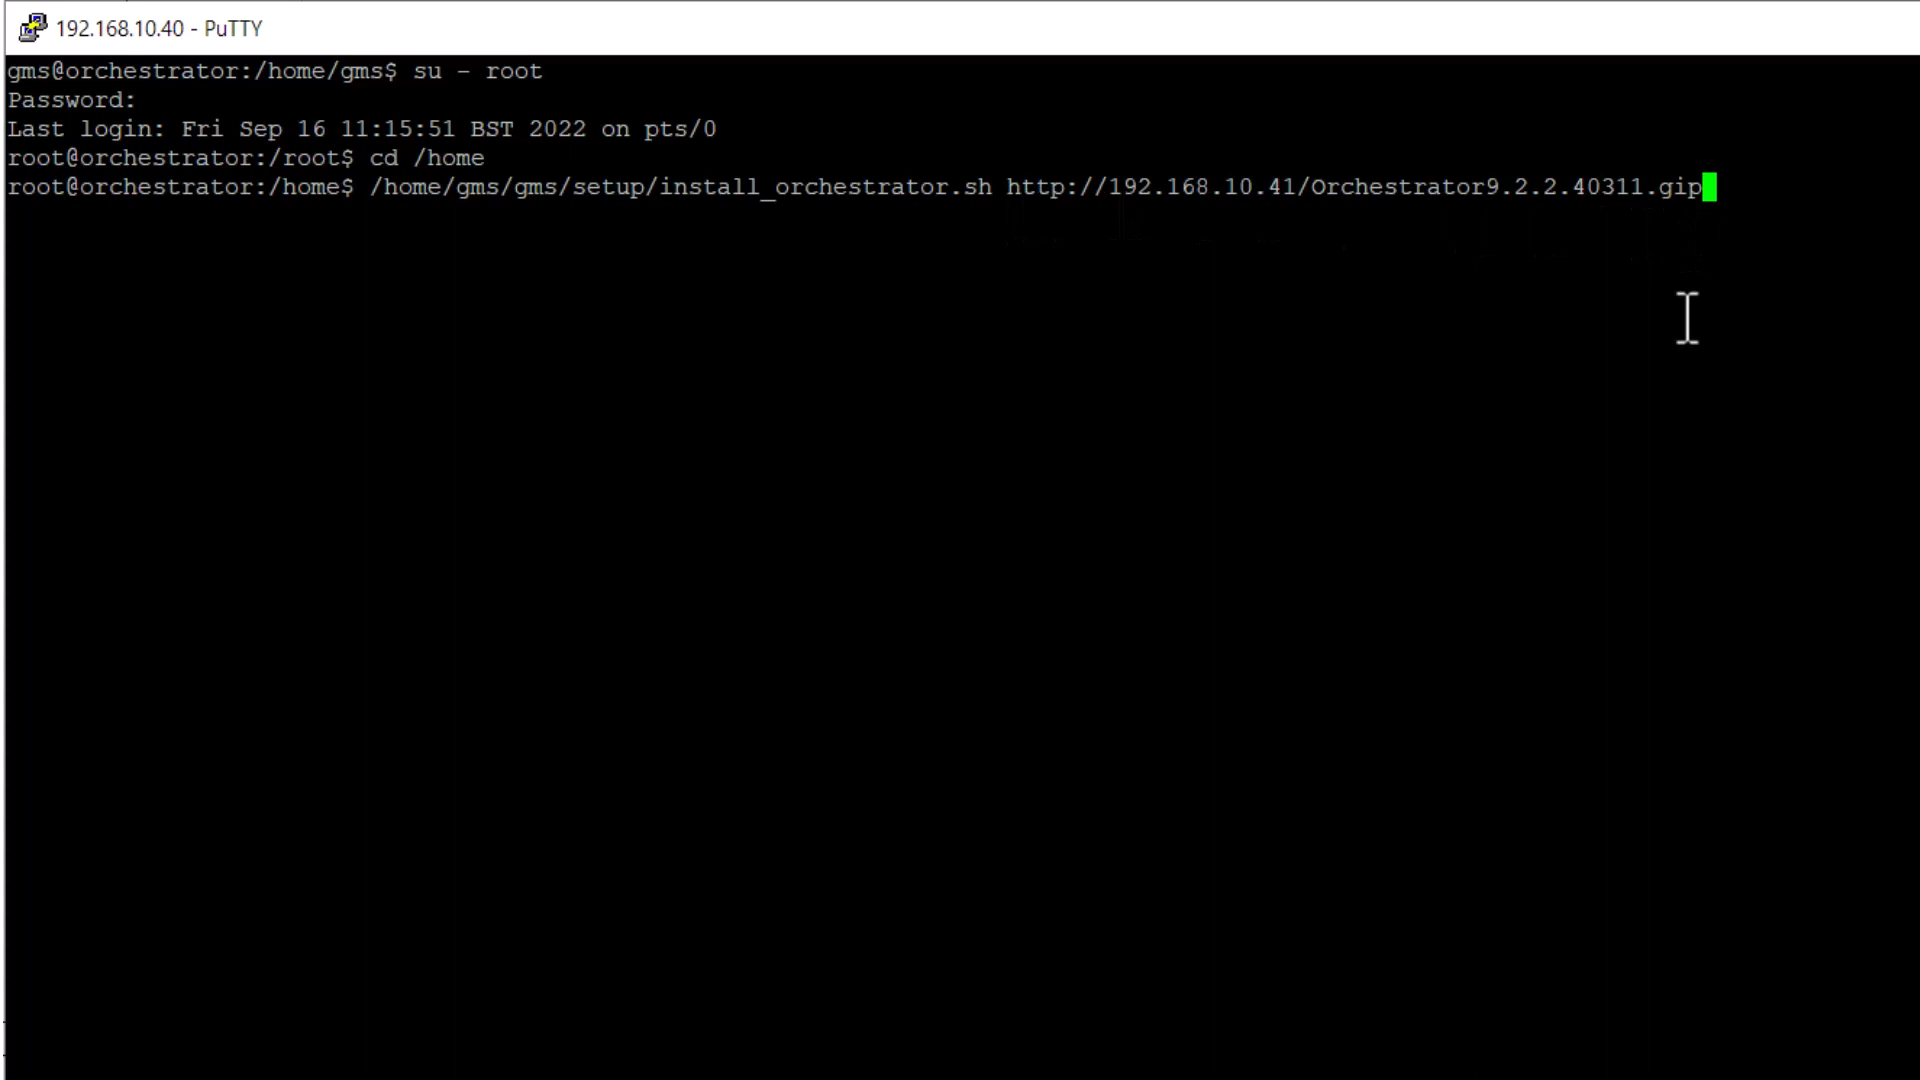 192.168.10.40 - PuTTY
gms@orchestrator:/home/gms$ su - root
Password:
Last login: Fri Sep 16 11:15:51 BST 2022 on pts/0
root@orchestrator:/root$ cd /home
root@orchestrator:/home$ /home/gms/gms/setup/install_orchestrator.sh http://192.168.10.41/Orchestrator9.2.2.40311.gip